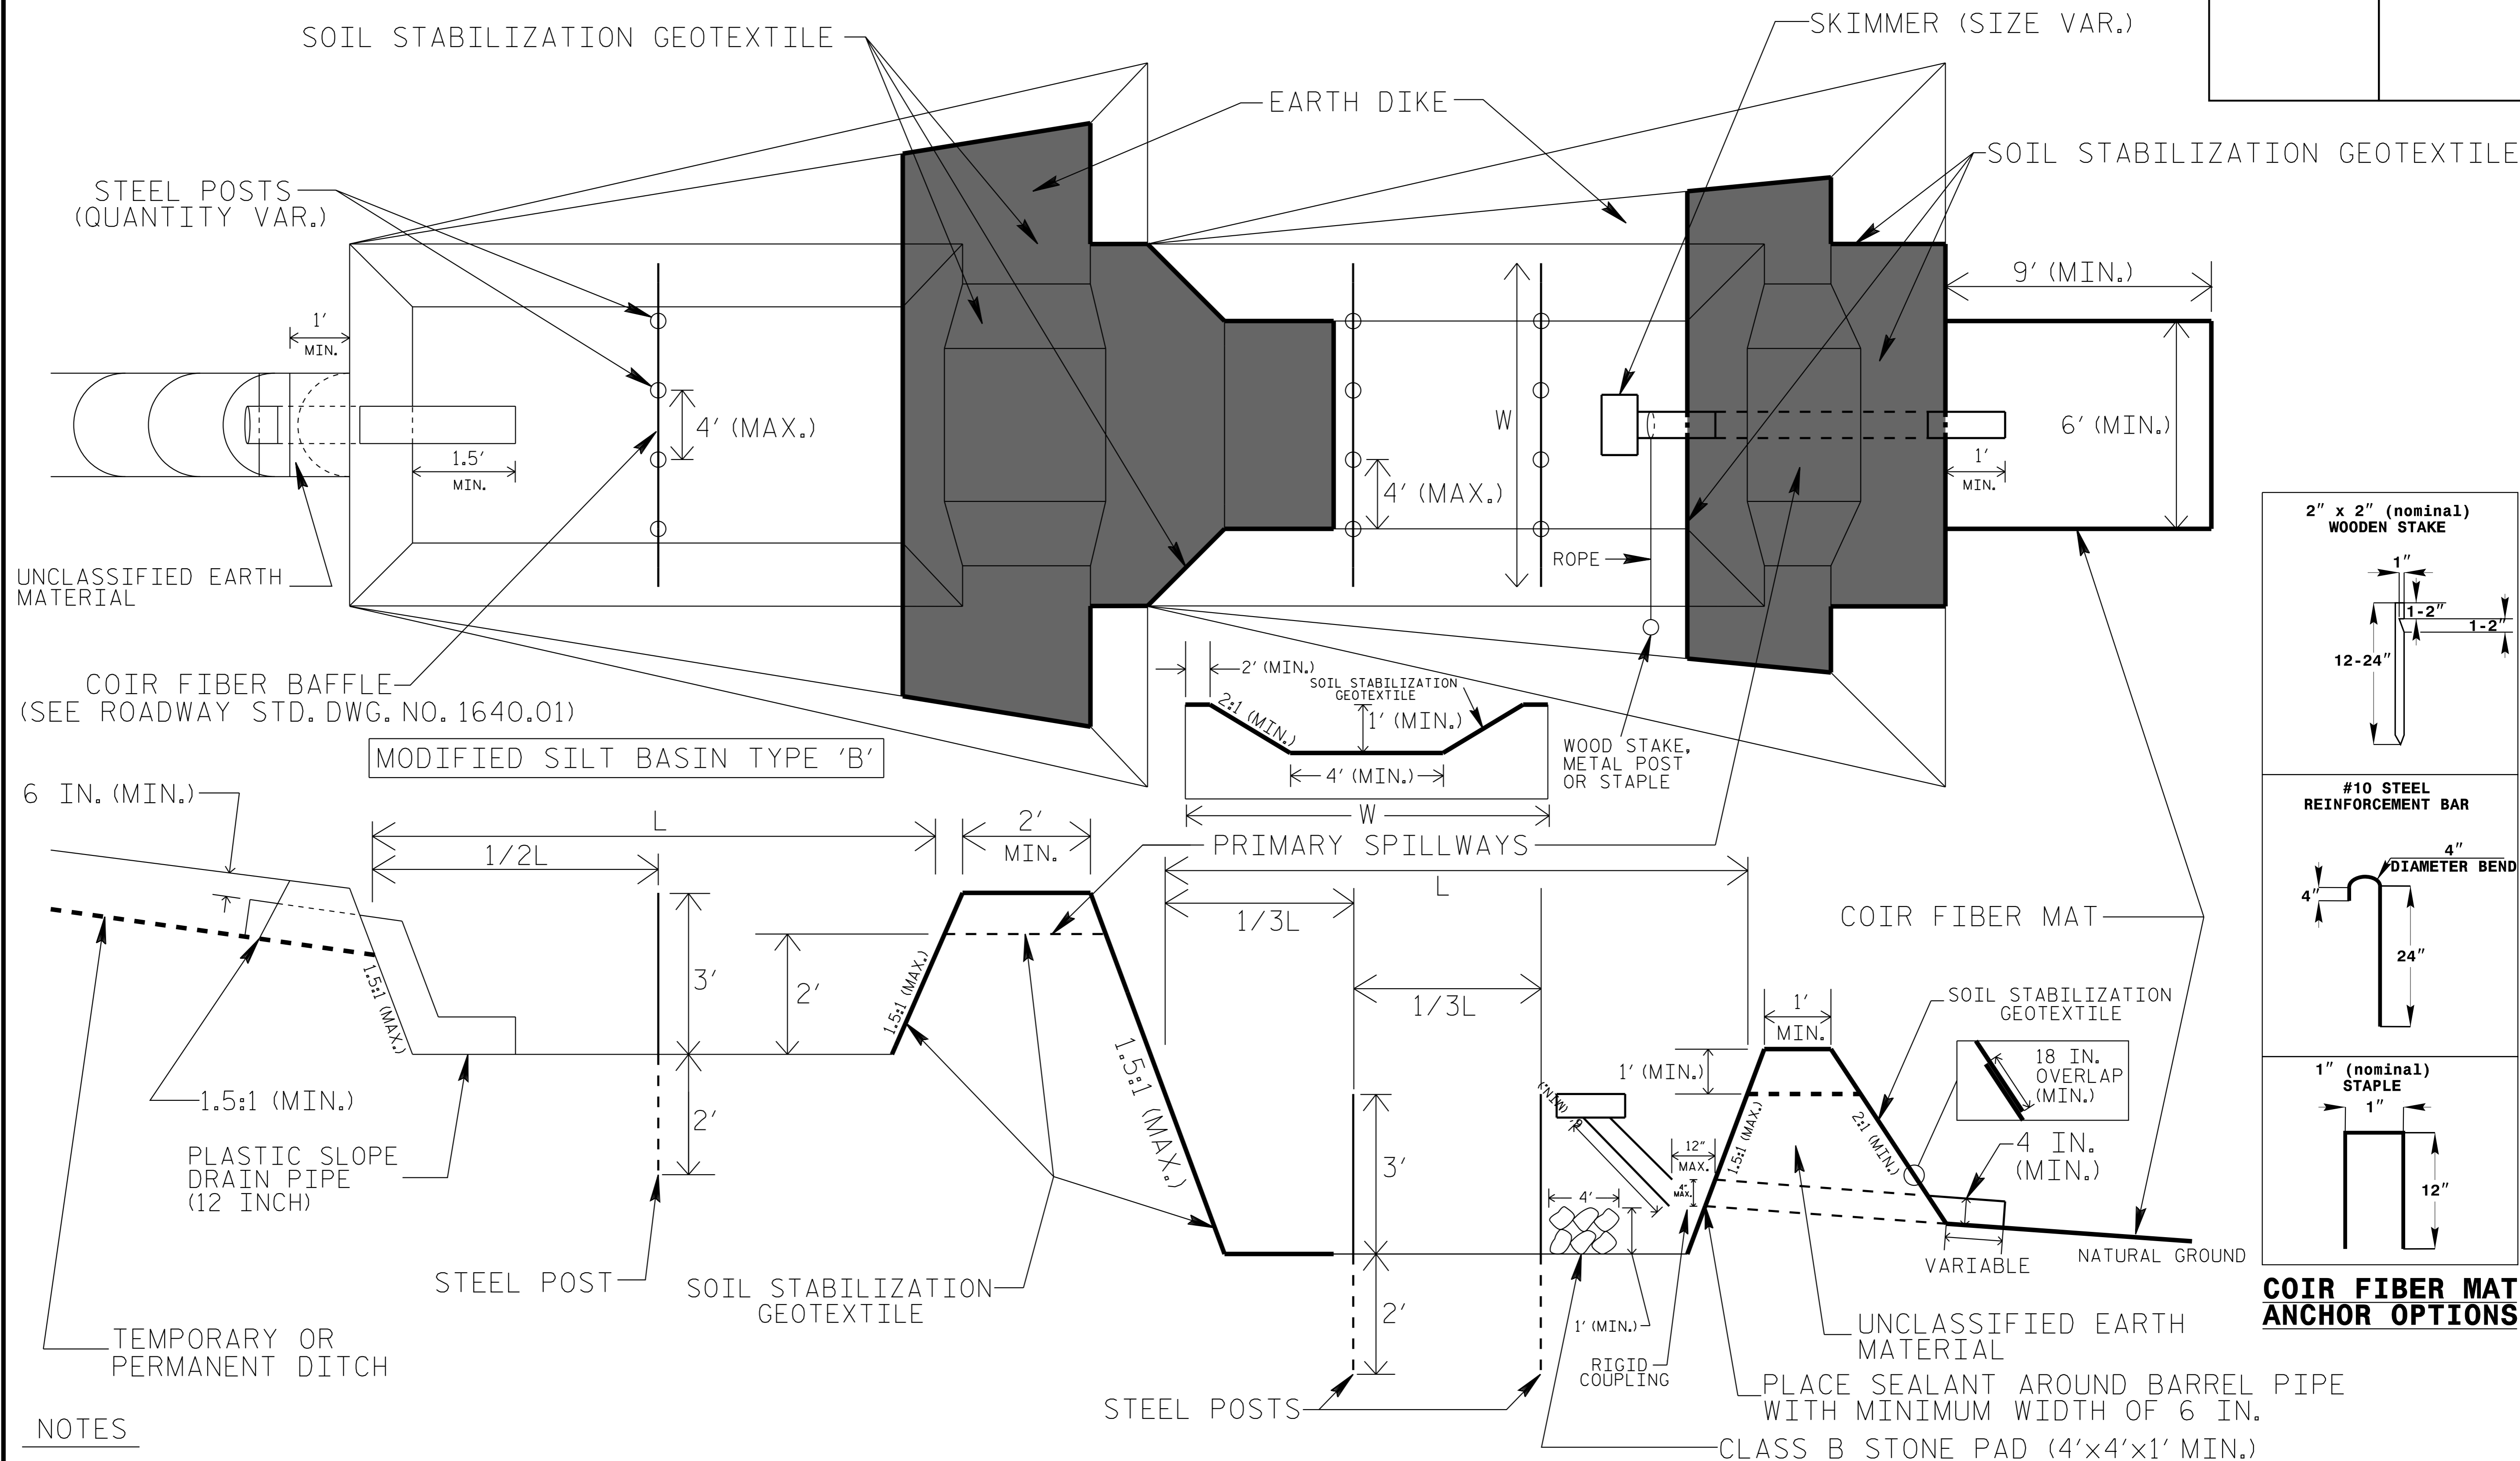 SOIL STABILIZATION GEOTEXTILE
SKIMMER (SIZE VAR.)
EARTH DIKE
SOIL STABILIZATION GEOTEXTILE
STEEL POSTS
(QUANTITY VAR.)
9' (MIN.)
1'
MIN.
4' (MAX.)
W
6' (MIN.)
1.5'
MIN.
4' (MAX.)
1'
MIN.
UNCLASSIFIED EARTH
MATERIAL
ROPE
COIR FIBER BAFFLE
(SEE ROADWAY STD. DWG. NO. 1640.01)
2' (MIN.)
SOIL STABILIZATION
GEOTEXTILE
2:1 (MIN.)
1' (MIN.)
4' (MIN.)
W
WOOD STAKE,
METAL POST
OR STAPLE
MODIFIED SILT BASIN TYPE 'B'
2" x 2" (nominal)
WOODEN STAKE
1"
1-2"
1-2"
12-24"
#10 STEEL
REINFORCEMENT BAR
4"
DIAMETER BEND
4"
24"
1" (nominal)
STAPLE
1"
12"
COIR FIBER MAT
ANCHOR OPTIONS
6 IN. (MIN.)
L
2'
MIN.
1/2L
PRIMARY SPILLWAYS
L
1/3L
1/3L
COIR FIBER MAT
3'
2'
1.5:1 (MAX.)
1.5:1 (MAX.)
1.5:1 (MAX.)
1'
MIN.
1' (MIN.)
SOIL STABILIZATION
GEOTEXTILE
18 IN.
OVERLAP
(MIN.)
1.5:1 (MIN.)
2'
(MIN.)
12"
MAX.
4"
MAX.
1.5:1 (MAX.)
2:1 (MIN.)
4 IN.
(MIN.)
3'
4'
PLASTIC SLOPE
DRAIN PIPE
(12 INCH)
STEEL POST
SOIL STABILIZATION
GEOTEXTILE
2'
1' (MIN.)
VARIABLE
NATURAL GROUND
TEMPORARY OR
PERMANENT DITCH
RIGID
COUPLING
UNCLASSIFIED EARTH
MATERIAL
STEEL POSTS
PLACE SEALANT AROUND BARREL PIPE
WITH MINIMUM WIDTH OF 6 IN.
CLASS B STONE PAD (4'x4'x1' MIN.)
NOTES